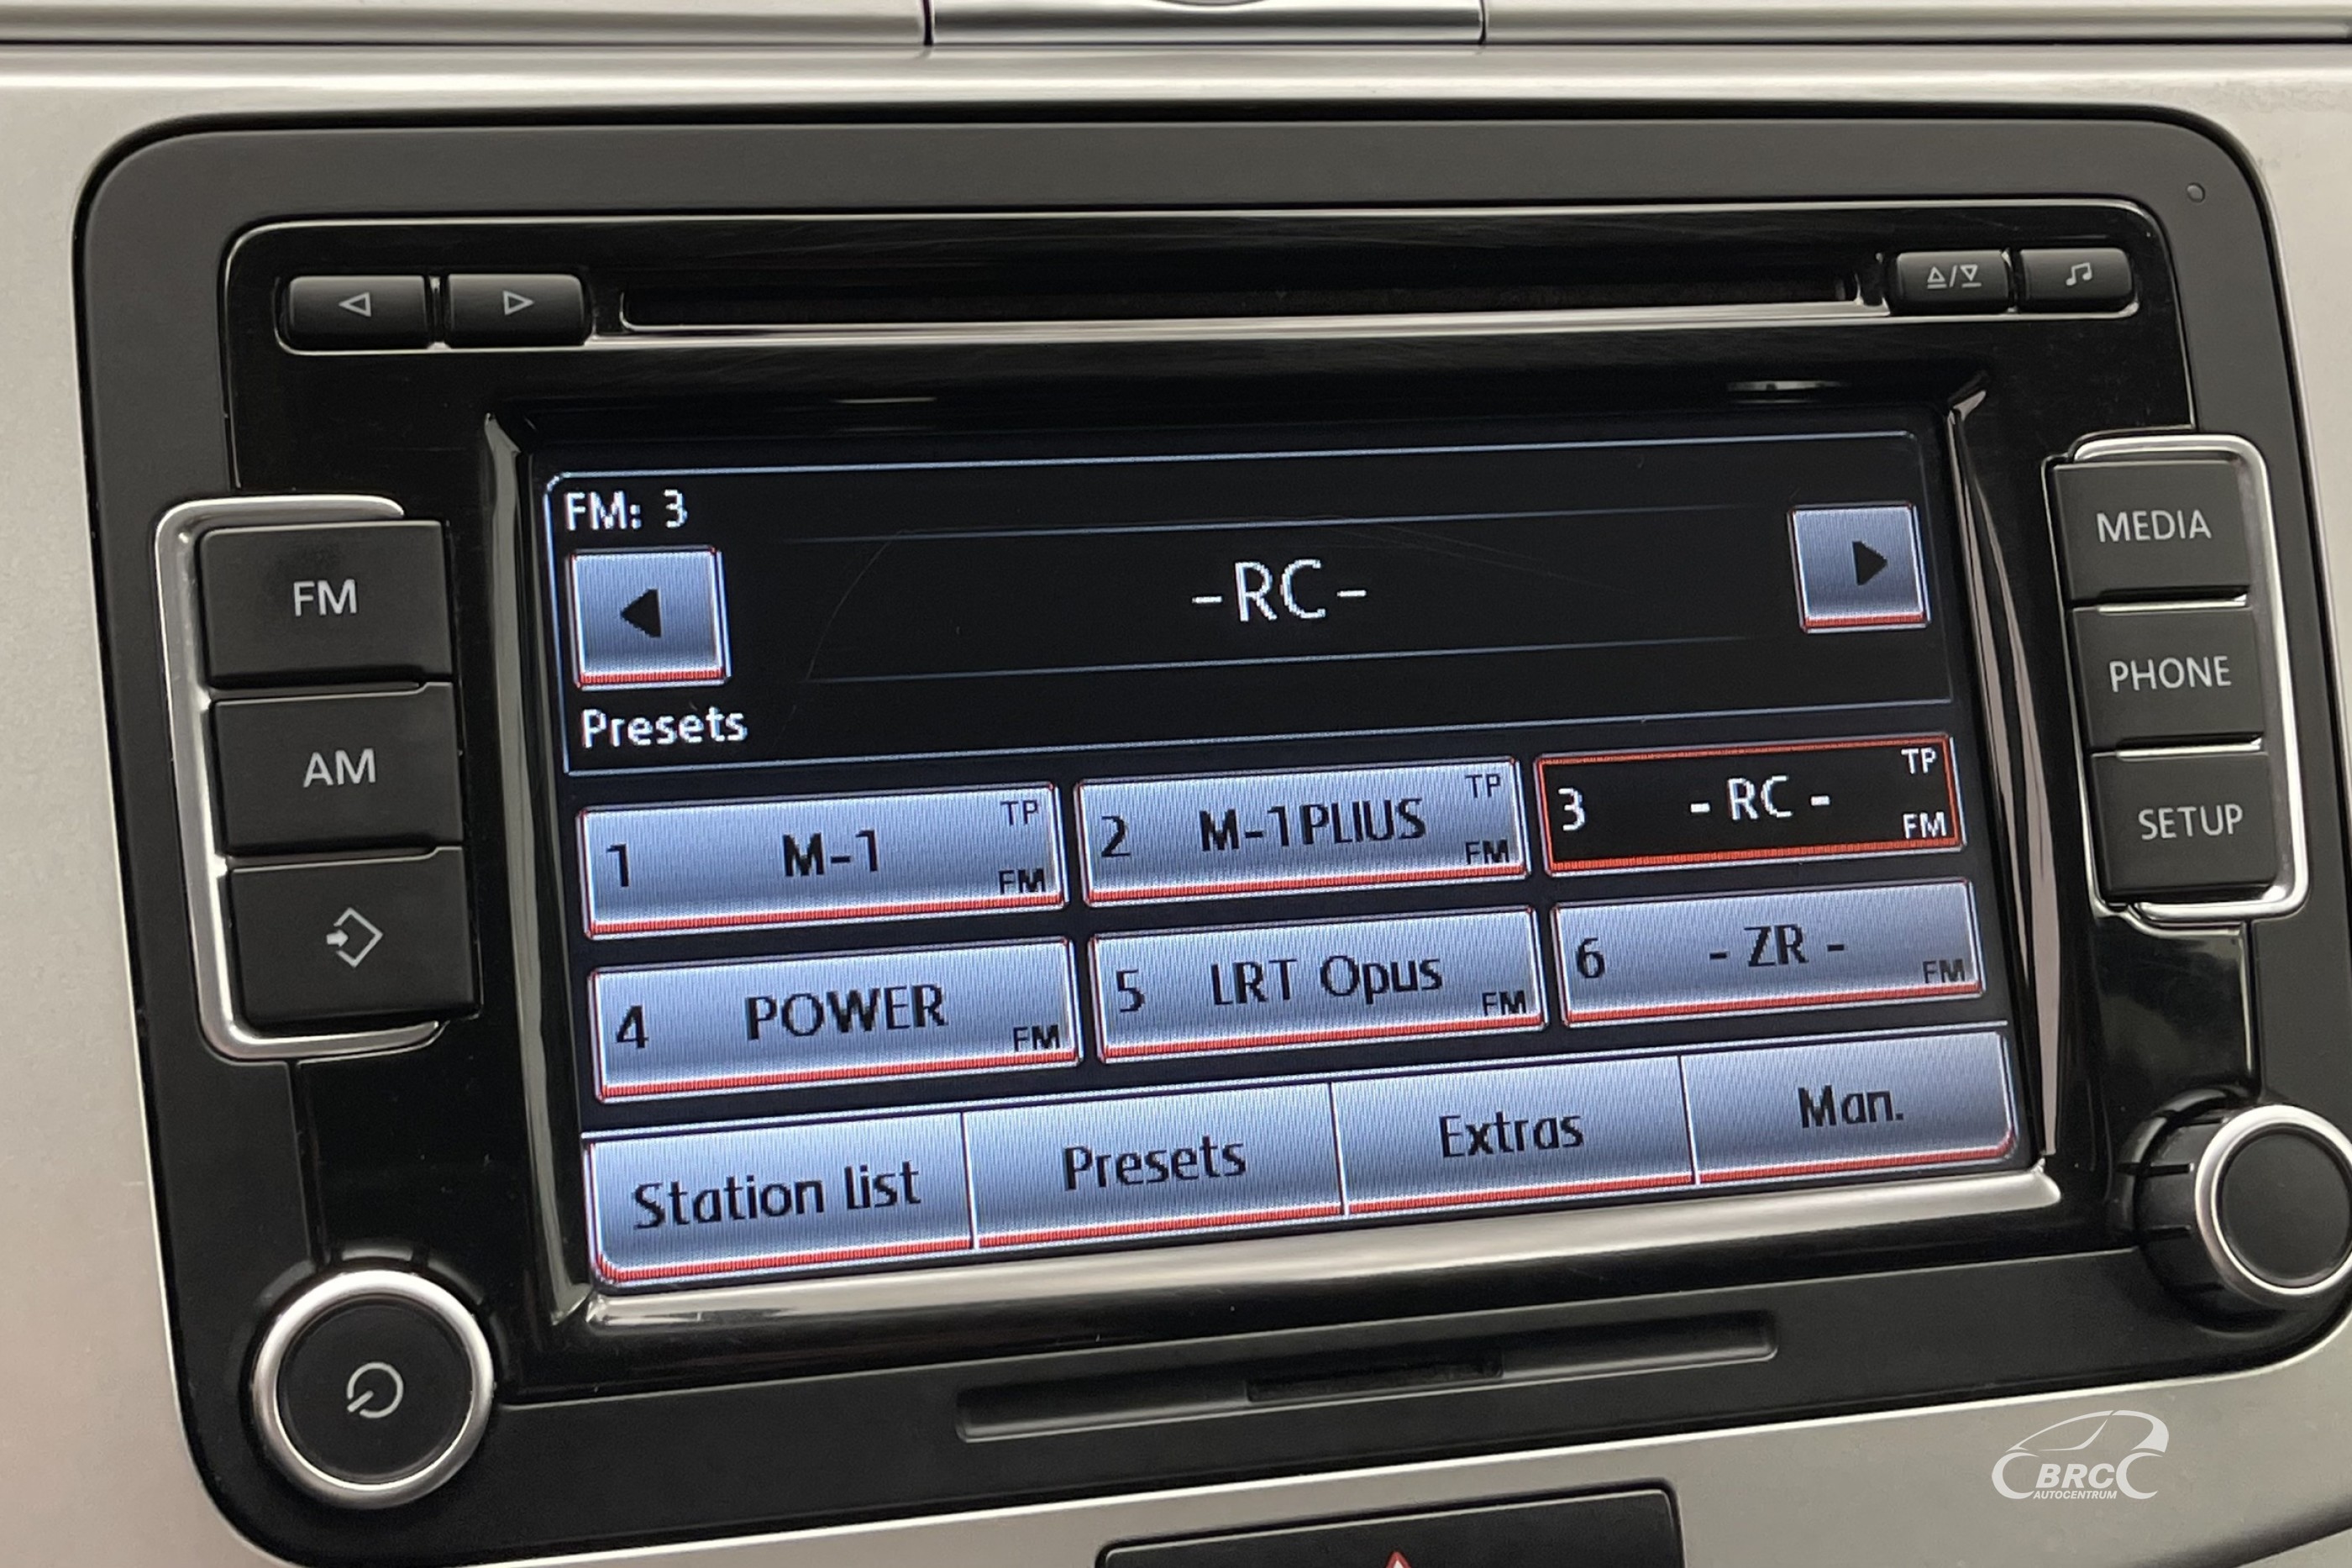 FM: 3
-RC-
Presets
1 M-1 TP FM
2 M-1PLIUS TP FM
3 - RC - TP FM
4 POWER FM
5 LRT Opus FM
6 - ZR - FM
Station list
Presets
Extras
Man.
FM
AM
MEDIA
PHONE
SETUP
BRC
AUTOCENTRUM